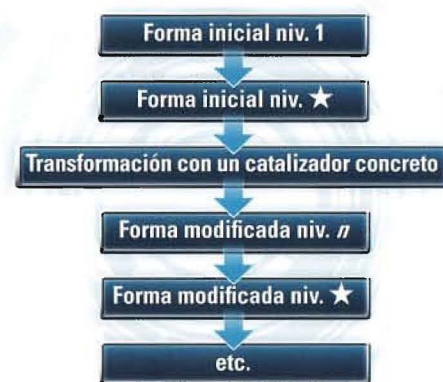 Forma inicial niv. 1
Forma inicial niv. ★
Transformación con un catalizador concreto
Forma modificada niv. n
Forma modificada niv. ★
etc.